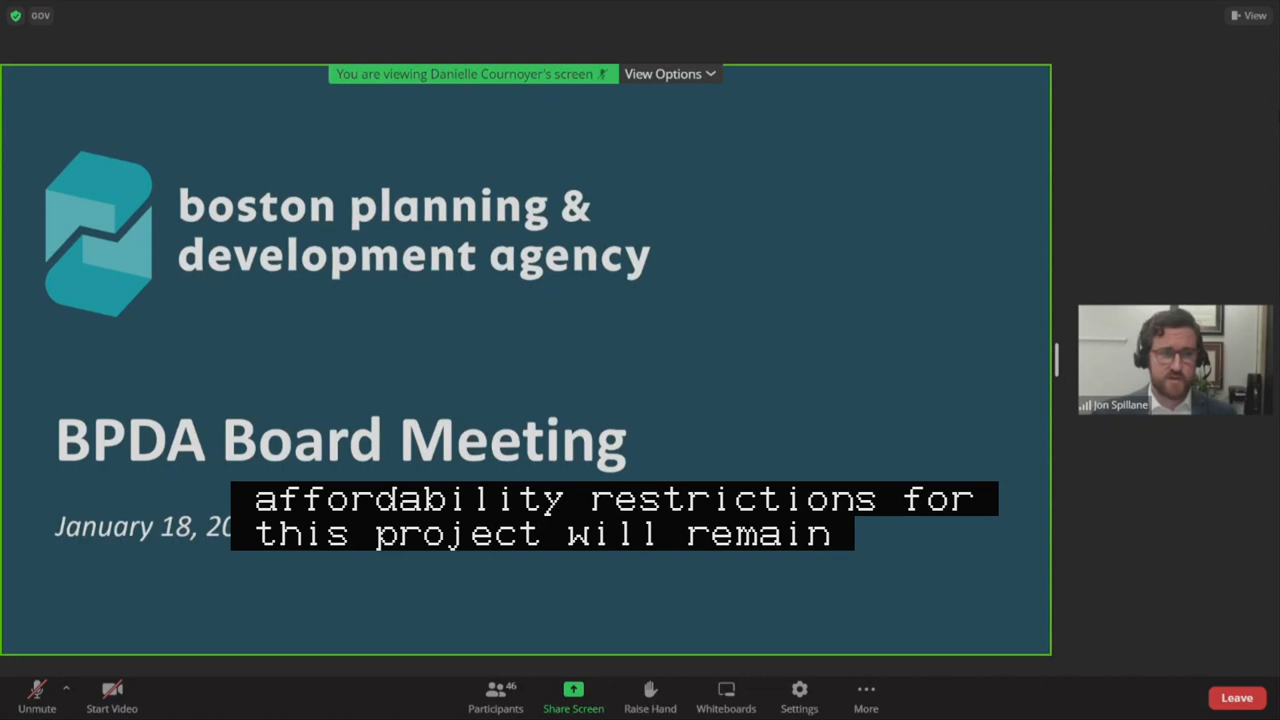 GOV
View
You are viewing Danielle Cournoyer's screen
View Options
boston planning &
development agency
BPDA Board Meeting
January 18, 20
affordability restrictions for
this project will remain
Jon Spillane
Unmute
Start Video
Participants
46
Share Screen
Raise Hand
Whiteboards
Settings
More
Leave